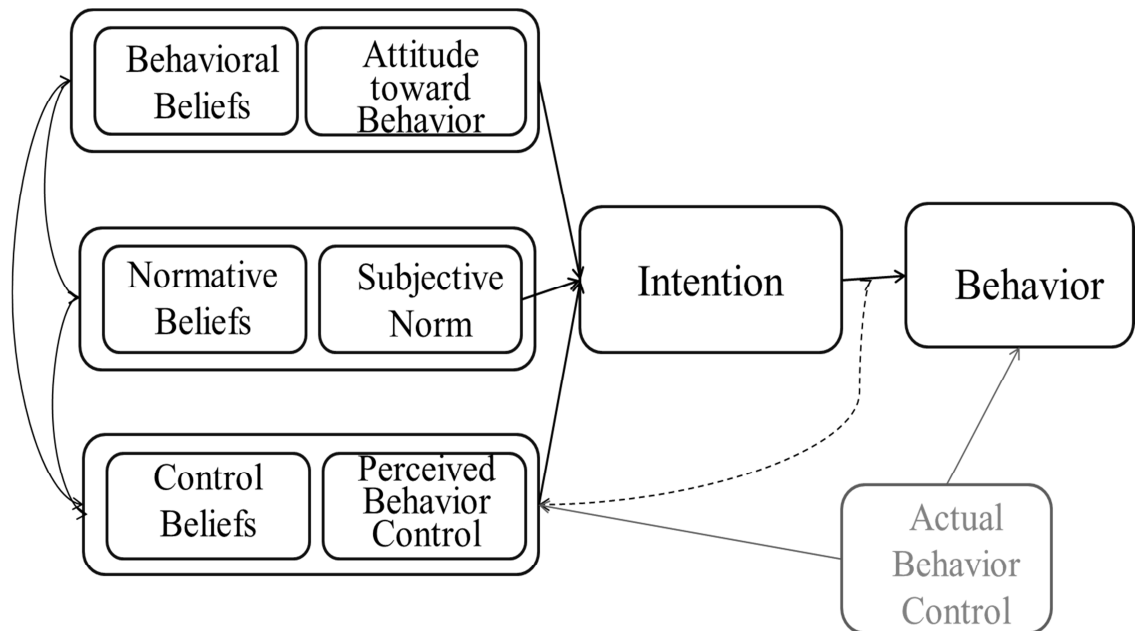 Behavioral
Beliefs
Attitude
toward
Behavior
Normative
Beliefs
Subjective
Norm
Intention
Behavior
Control
Beliefs
Perceived
Behavior
Control
Actual
Behavior
Control